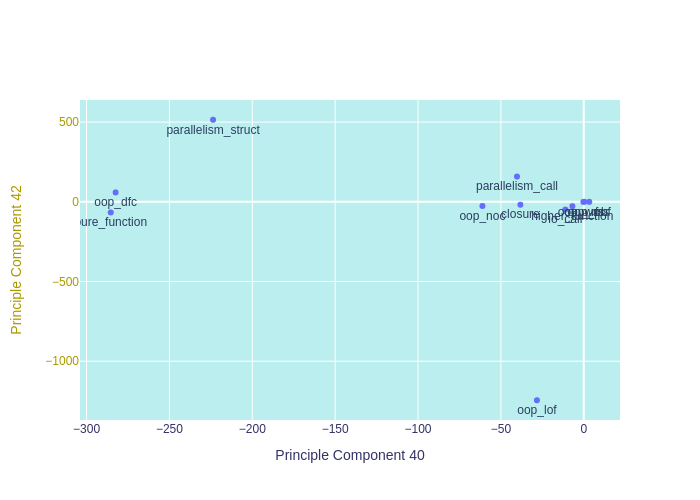 500
parallelism_struct
parallelism_call
0
oop_dfc
ure_function
oop_noc
closure
oop_lof
−500
−1000
−300
−250
−200
−150
−100
−50
0
Principle Component 40
Principle Component 42